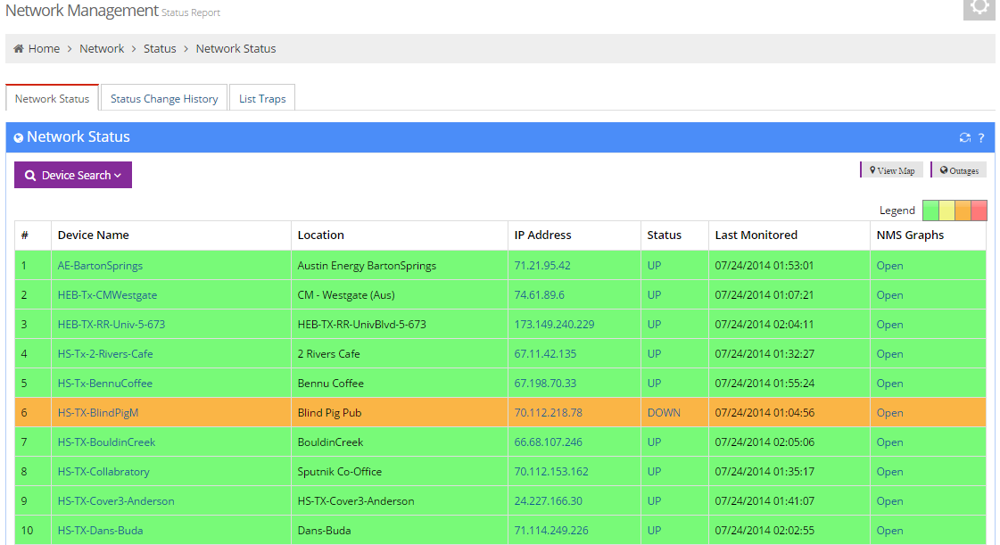 Network Management Status Report
Home > Network > Status > Network Status
Network Status Status Change History List Traps
Network Status ?
Device Search View Map Outages
Legend
# Device Name Location IP Address Status Last Monitored NMS Graphs
1 AE-BartonSprings Austin Energy BartonSprings 71.21.95.42 UP 07/24/2014 01:53:01 Open
2 HEB-Tx-CMWestgate CM - Westgate (Aus) 74.61.89.6 UP 07/24/2014 01:07:21 Open
3 HEB-TX-RR-Univ-5-673 HEB-TX-RR-UnivBlvd-5-673 173.149.240.229 UP 07/24/2014 02:04:11 Open
4 HS-Tx-2-Rivers-Cafe 2 Rivers Cafe 67.11.42.135 UP 07/24/2014 01:32:27 Open
5 HS-Tx-BennuCoffee Bennu Coffee 67.198.70.33 UP 07/24/2014 01:55:24 Open
6 HS-TX-BlindPigM Blind Pig Pub 70.112.218.78 DOWN 07/24/2014 01:04:56 Open
7 HS-TX-BouldinCreek BouldinCreek 66.68.107.246 UP 07/24/2014 02:05:06 Open
8 HS-TX-Collabratory Sputnik Co-Office 70.112.153.162 UP 07/24/2014 01:35:17 Open
9 HS-TX-Cover3-Anderson HS-TX-Cover3-Anderson 24.227.166.30 UP 07/24/2014 01:41:07 Open
10 HS-TX-Dans-Buda Dans-Buda 71.114.249.226 UP 07/24/2014 02:02:55 Open